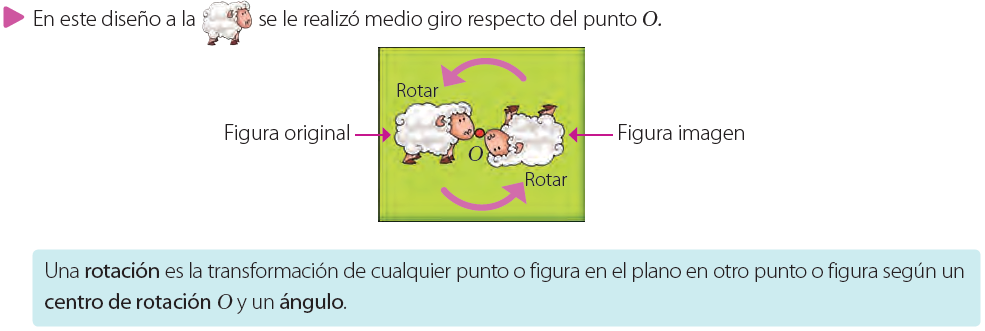 En este diseño a la se le realizó medio giro respecto del punto O.
Rotar
Figura original
Figura imagen
O
Rotar
Una rotación es la transformación de cualquier punto o figura en el plano en otro punto o figura según un
centro de rotación O y un ángulo.